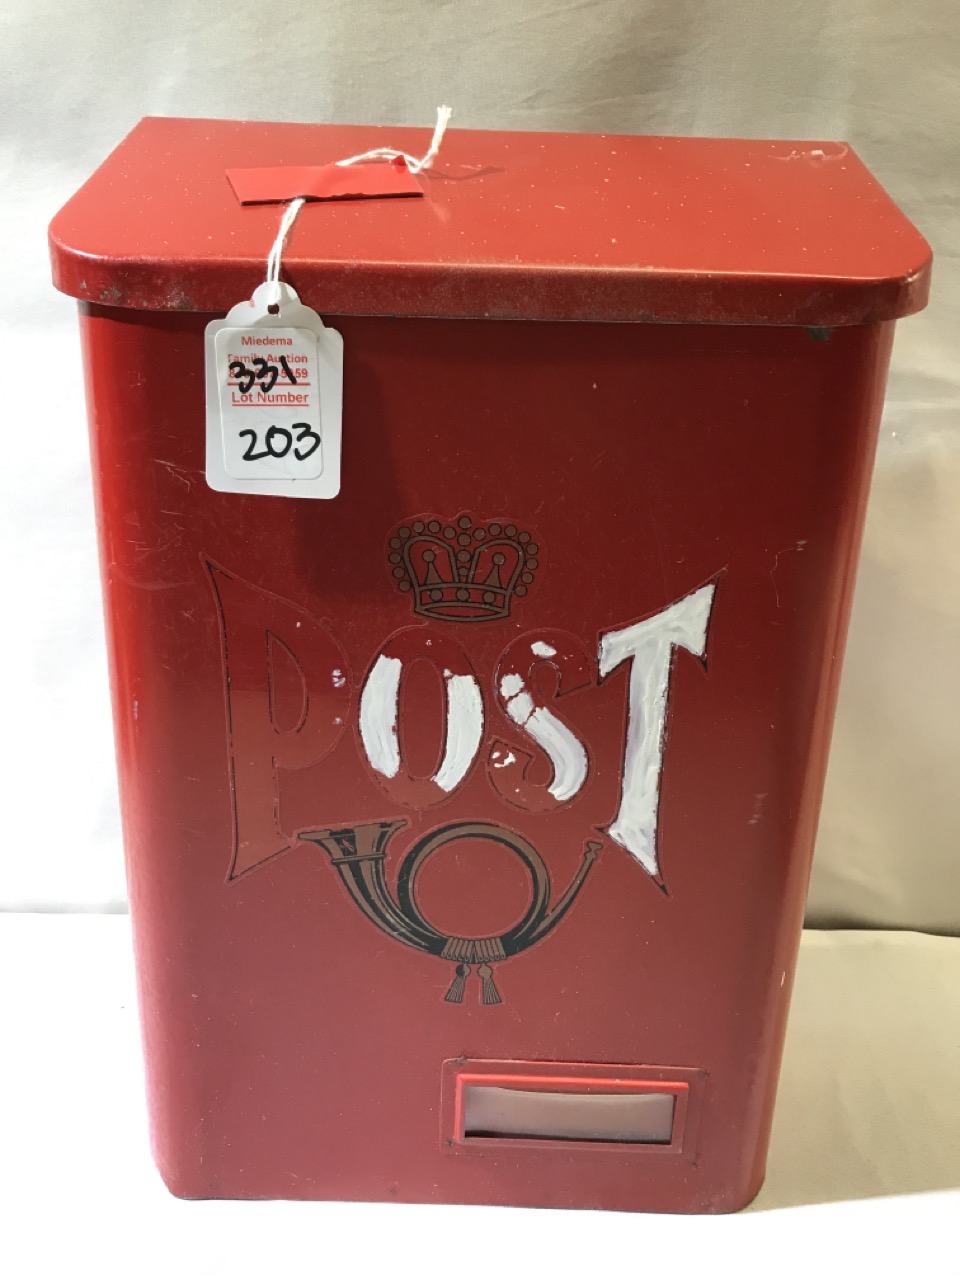 Miedema
Family Auction
331
Lot Number
203
POST